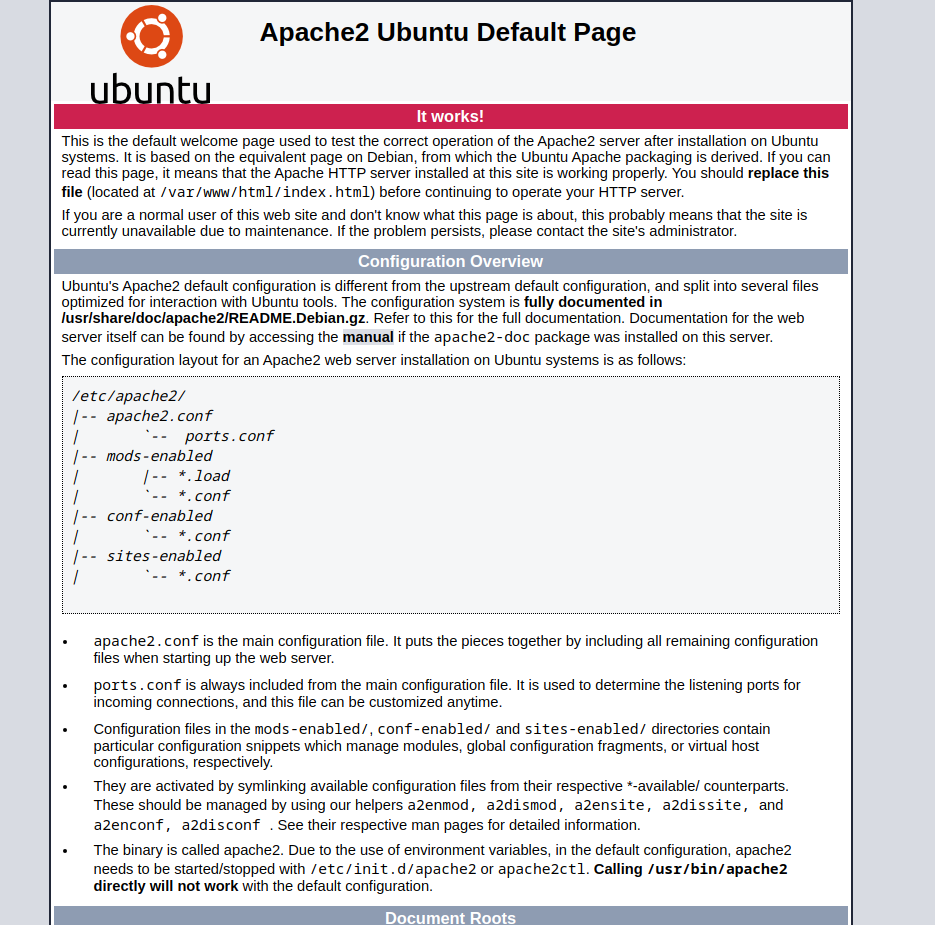 ubuntu
Apache2 Ubuntu Default Page
It works!
This is the default welcome page used to test the correct operation of the Apache2 server after installation on Ubuntu
systems. It is based on the equivalent page on Debian, from which the Ubuntu Apache packaging is derived. If you can
read this page, it means that the Apache HTTP server installed at this site is working properly. You should replace this
file (located at /var/www/html/index.html) before continuing to operate your HTTP server.
If you are a normal user of this web site and don't know what this page is about, this probably means that the site is
currently unavailable due to maintenance. If the problem persists, please contact the site's administrator.
Configuration Overview
Ubuntu's Apache2 default configuration is different from the upstream default configuration, and split into several files
optimized for interaction with Ubuntu tools. The configuration system is fully documented in
/usr/share/doc/apache2/README.Debian.gz. Refer to this for the full documentation. Documentation for the web
server itself can be found by accessing the manual if the apache2-doc package was installed on this server.
The configuration layout for an Apache2 web server installation on Ubuntu systems is as follows:
/etc/apache2/
|-- apache2.conf
|       `--  ports.conf
|-- mods-enabled
|       |-- *.load
|       `-- *.conf
|-- conf-enabled
|       `-- *.conf
|-- sites-enabled
|       `-- *.conf
• apache2.conf is the main configuration file. It puts the pieces together by including all remaining configuration
files when starting up the web server.
• ports.conf is always included from the main configuration file. It is used to determine the listening ports for
incoming connections, and this file can be customized anytime.
• Configuration files in the mods-enabled/, conf-enabled/ and sites-enabled/ directories contain
particular configuration snippets which manage modules, global configuration fragments, or virtual host
configurations, respectively.
• They are activated by symlinking available configuration files from their respective *-available/ counterparts.
These should be managed by using our helpers a2enmod, a2dismod, a2ensite, a2dissite, and
a2enconf, a2disconf . See their respective man pages for detailed information.
• The binary is called apache2. Due to the use of environment variables, in the default configuration, apache2
needs to be started/stopped with /etc/init.d/apache2 or apache2ctl. Calling /usr/bin/apache2
directly will not work with the default configuration.
Document Roots